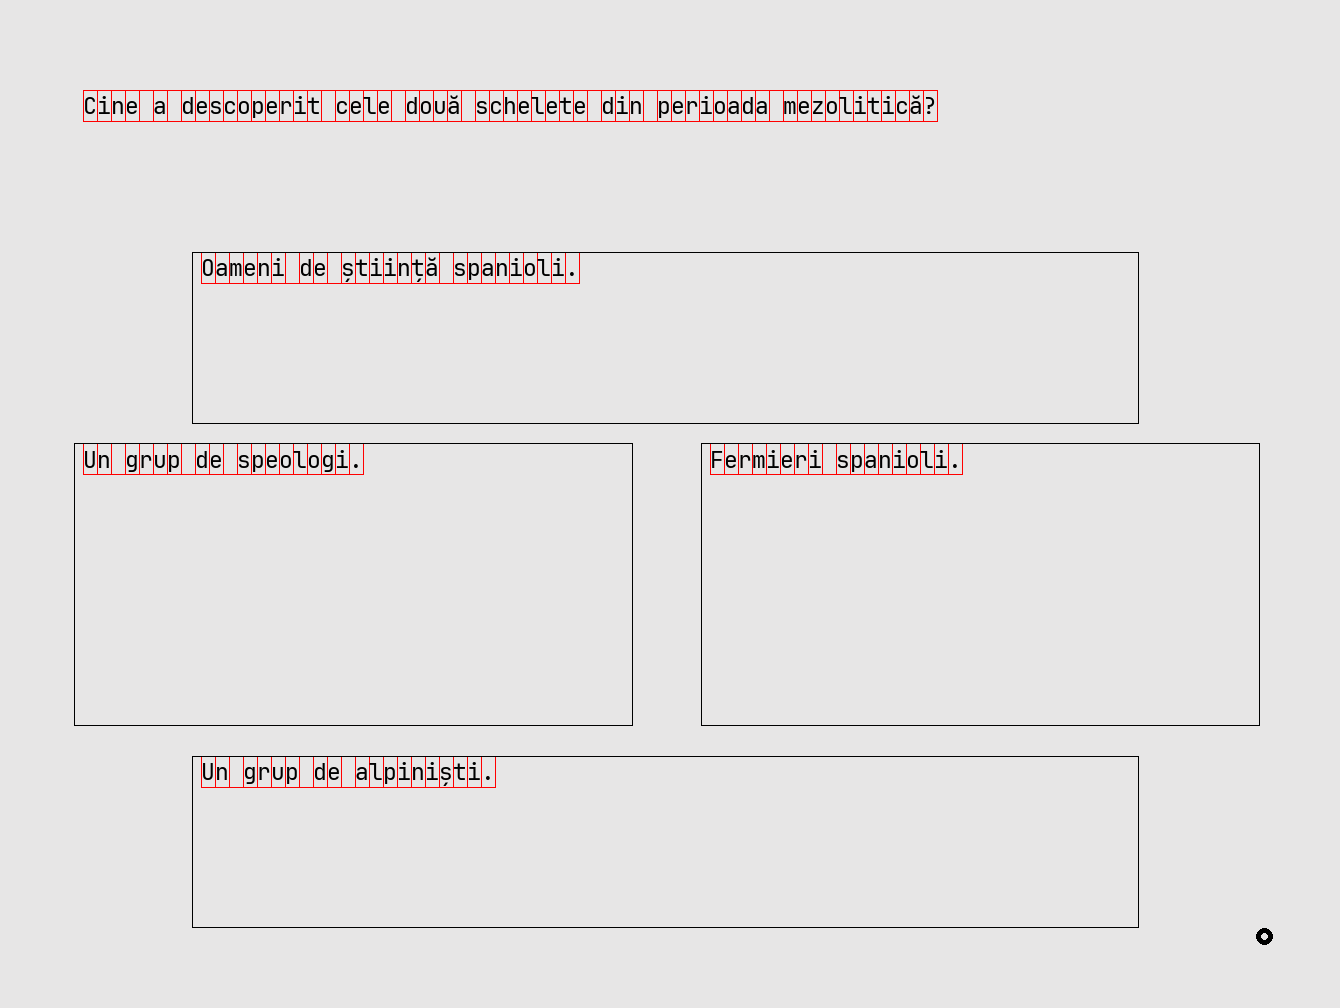 Cine a descoperit cele două schelete din perioada mezolitică?
Oameni de știință spanioli.
Un grup de speologi.
Fermieri spanioli.
Un grup de alpiniști.